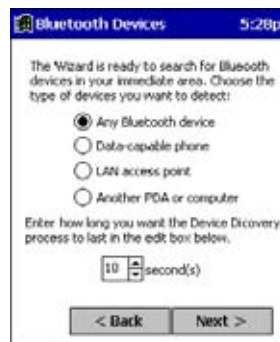 Bluetooth Devices 5:28p
The Wizard is ready to search for Blueooth
devices in your immediate area. Choose the
type of devices you want to detect:
Any Bluetooth device
Data-capable phone
LAN access point
Another PDA or computer
Enter how long you want the Device Dicovery
process to last in the edit box below.
10 second(s)
< Back Next >